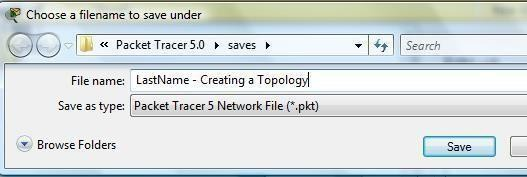 Choose a filename to save under
« Packet Tracer 5.0 ▸ saves ▸ Search
File name: LastName - Creating a Topology
Save as type: Packet Tracer 5 Network File (*.pkt)
Browse Folders Save